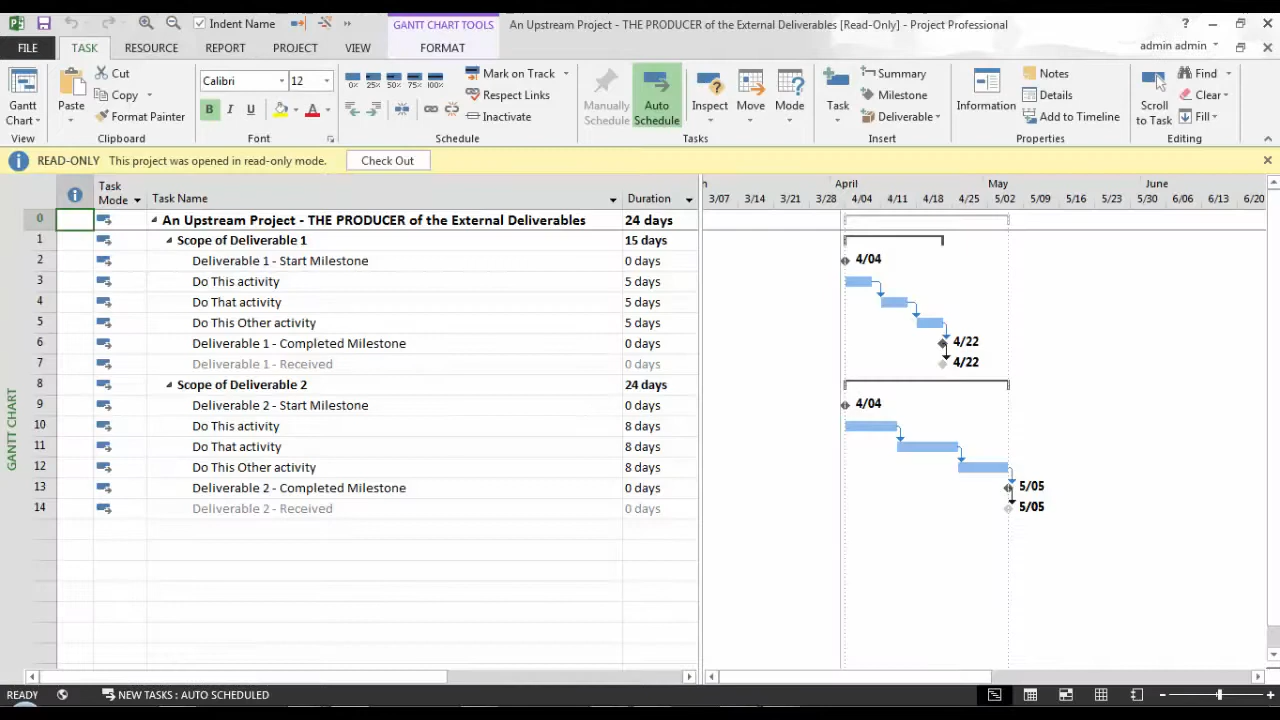 Indent Name
GANTT CHART TOOLS
An Upstream Project - THE PRODUCER of the External Deliverables [Read-Only] - Project Professional
FILE TASK RESOURCE REPORT PROJECT VIEW FORMAT
admin admin
Gantt Chart
View
Paste
Cut
Copy
Format Painter
Clipboard
Calibri 12
B I U A
Font
0% 25% 50% 75% 100%
Mark on Track
Respect Links
Inactivate
Schedule
Manually Schedule
Auto Schedule
Inspect
Move
Mode
Tasks
Task
Summary
Milestone
Deliverable
Insert
Information
Notes
Details
Add to Timeline
Properties
Scroll to Task
Find
Clear
Fill
Editing
READ-ONLY This project was opened in read-only mode. Check Out
Task Mode Task Name Duration
h April May June
3/07 3/14 3/21 3/28 4/04 4/11 4/18 4/25 5/02 5/09 5/16 5/23 5/30 6/06 6/13 6/20
0 An Upstream Project - THE PRODUCER of the External Deliverables 24 days
1 Scope of Deliverable 1 15 days
2 Deliverable 1 - Start Milestone 0 days 4/04
3 Do This activity 5 days
4 Do That activity 5 days
5 Do This Other activity 5 days
6 Deliverable 1 - Completed Milestone 0 days 4/22
7 Deliverable 1 - Received 0 days 4/22
8 Scope of Deliverable 2 24 days
9 Deliverable 2 - Start Milestone 0 days 4/04
10 Do This activity 8 days
11 Do That activity 8 days
12 Do This Other activity 8 days
13 Deliverable 2 - Completed Milestone 0 days 5/05
14 Deliverable 2 - Received 0 days 5/05
GANTT CHART
READY NEW TASKS : AUTO SCHEDULED